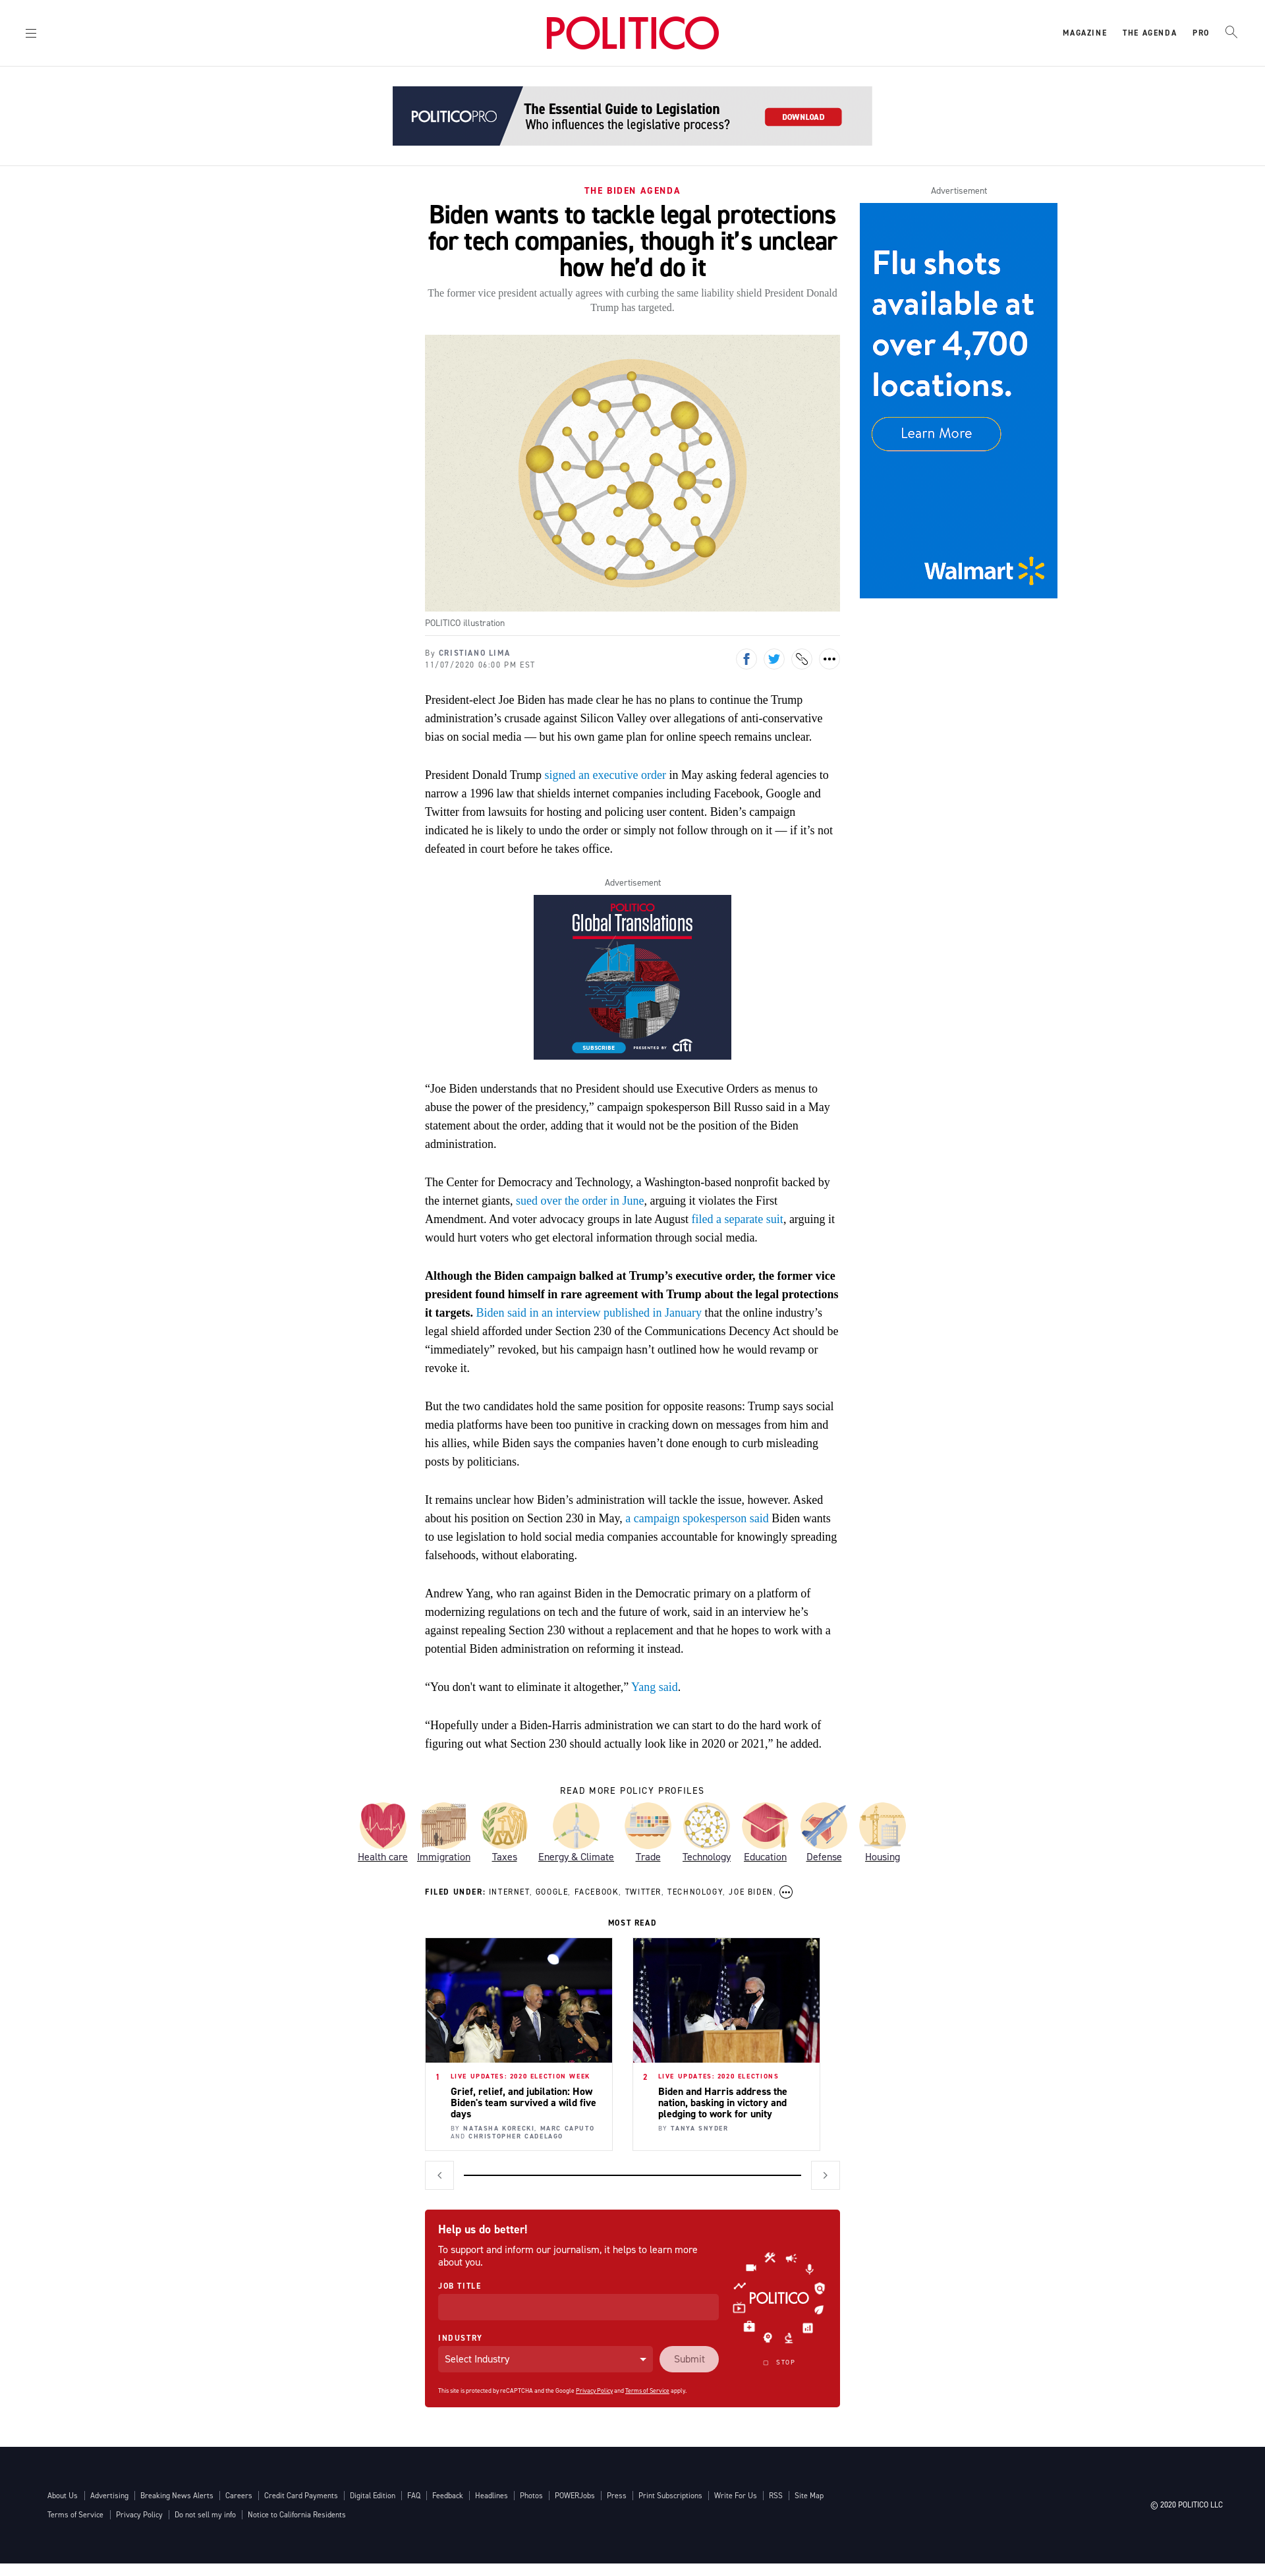 POLITICO
MAGAZINE
THE AGENDA
PRO
POLITICOPRO
The Essential Guide to Legislation
Who influences the legislative process?
DOWNLOAD
THE BIDEN AGENDA
Biden wants to tackle legal protections
for tech companies, though it’s unclear
how he’d do it
The former vice president actually agrees with curbing the same liability shield President Donald
Trump has targeted.
Advertisement
Flu shots
available at
over 4,700
locations.
Learn More
Walmart
POLITICO illustration
By CRISTIANO LIMA
11/07/2020 06:00 PM EST
President-elect Joe Biden has made clear he has no plans to continue the Trump
administration’s crusade against Silicon Valley over allegations of anti-conservative
bias on social media — but his own game plan for online speech remains unclear.
President Donald Trump signed an executive order in May asking federal agencies to
narrow a 1996 law that shields internet companies including Facebook, Google and
Twitter from lawsuits for hosting and policing user content. Biden’s campaign
indicated he is likely to undo the order or simply not follow through on it — if it’s not
defeated in court before he takes office.
Advertisement
POLITICO
Global Translations
SUBSCRIBE
PRESENTED BY
citi
“Joe Biden understands that no President should use Executive Orders as menus to
abuse the power of the presidency,” campaign spokesperson Bill Russo said in a May
statement about the order, adding that it would not be the position of the Biden
administration.
The Center for Democracy and Technology, a Washington-based nonprofit backed by
the internet giants, sued over the order in June, arguing it violates the First
Amendment. And voter advocacy groups in late August filed a separate suit, arguing it
would hurt voters who get electoral information through social media.
Although the Biden campaign balked at Trump’s executive order, the former vice
president found himself in rare agreement with Trump about the legal protections
it targets. Biden said in an interview published in January that the online industry’s
legal shield afforded under Section 230 of the Communications Decency Act should be
“immediately” revoked, but his campaign hasn’t outlined how he would revamp or
revoke it.
But the two candidates hold the same position for opposite reasons: Trump says social
media platforms have been too punitive in cracking down on messages from him and
his allies, while Biden says the companies haven’t done enough to curb misleading
posts by politicians.
It remains unclear how Biden’s administration will tackle the issue, however. Asked
about his position on Section 230 in May, a campaign spokesperson said Biden wants
to use legislation to hold social media companies accountable for knowingly spreading
falsehoods, without elaborating.
Andrew Yang, who ran against Biden in the Democratic primary on a platform of
modernizing regulations on tech and the future of work, said in an interview he’s
against repealing Section 230 without a replacement and that he hopes to work with a
potential Biden administration on reforming it instead.
“You don't want to eliminate it altogether,” Yang said.
“Hopefully under a Biden-Harris administration we can start to do the hard work of
figuring out what Section 230 should actually look like in 2020 or 2021,” he added.
READ MORE POLICY PROFILES
Health care
Immigration
Taxes
Energy & Climate
Trade
Technology
Education
Defense
Housing
FILED UNDER: INTERNET, GOOGLE, FACEBOOK, TWITTER, TECHNOLOGY, JOE BIDEN,
MOST READ
1
LIVE UPDATES: 2020 ELECTION WEEK
Grief, relief, and jubilation: How
Biden's team survived a wild five
days
BY NATASHA KORECKI, MARC CAPUTO
AND CHRISTOPHER CADELAGO
2
LIVE UPDATES: 2020 ELECTIONS
Biden and Harris address the
nation, basking in victory and
pledging to work for unity
BY TANYA SNYDER
Help us do better!
To support and inform our journalism, it helps to learn more
about you.
JOB TITLE
INDUSTRY
Select Industry
Submit
This site is protected by reCAPTCHA and the Google Privacy Policy and Terms of Service apply.
POLITICO
STOP
About Us
Advertising
Breaking News Alerts
Careers
Credit Card Payments
Digital Edition
FAQ
Feedback
Headlines
Photos
POWERJobs
Press
Print Subscriptions
Write For Us
RSS
Site Map
Terms of Service
Privacy Policy
Do not sell my info
Notice to California Residents
© 2020 POLITICO LLC